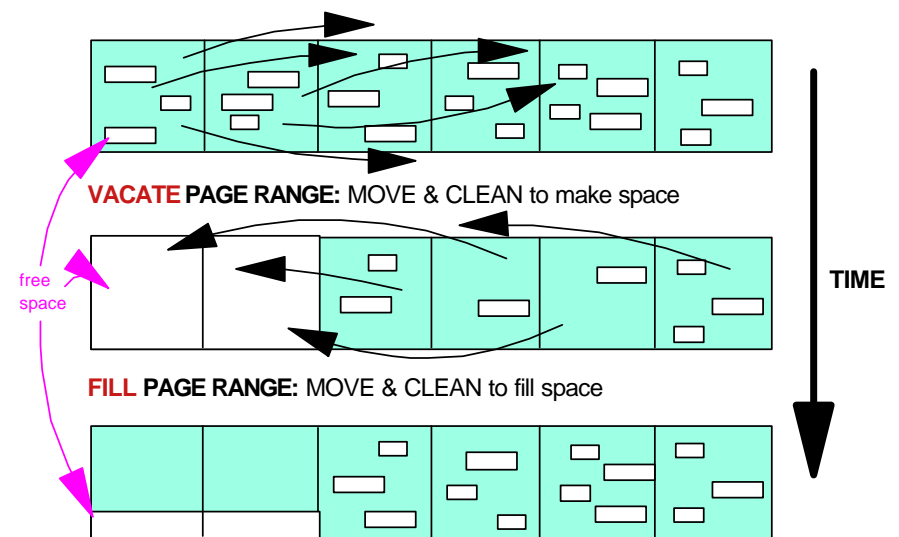 VACATE PAGE RANGE: MOVE & CLEAN to make space
free
space
TIME
FILL PAGE RANGE: MOVE & CLEAN to fill space